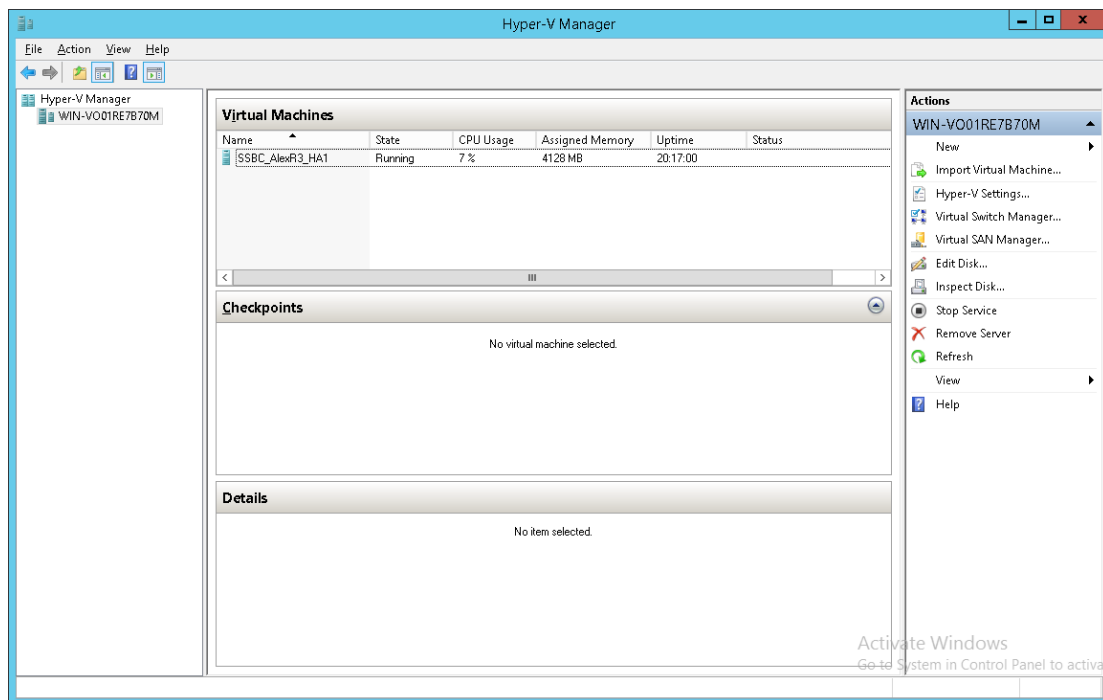 Hyper-V Manager
File Action View Help
Hyper-V Manager
WIN-VO01RE7B70M
Virtual Machines
Name State CPU Usage Assigned Memory Uptime Status
SSBC_AlexR3_HA1 Running 7 % 4128 MB 20:17:00
Checkpoints
No virtual machine selected.
Details
No item selected.
Actions
WIN-VO01RE7B70M
New
Import Virtual Machine...
Hyper-V Settings...
Virtual Switch Manager...
Virtual SAN Manager...
Edit Disk...
Inspect Disk...
Stop Service
Remove Server
Refresh
View
Help
Activate Windows
Go to System in Control Panel to activa